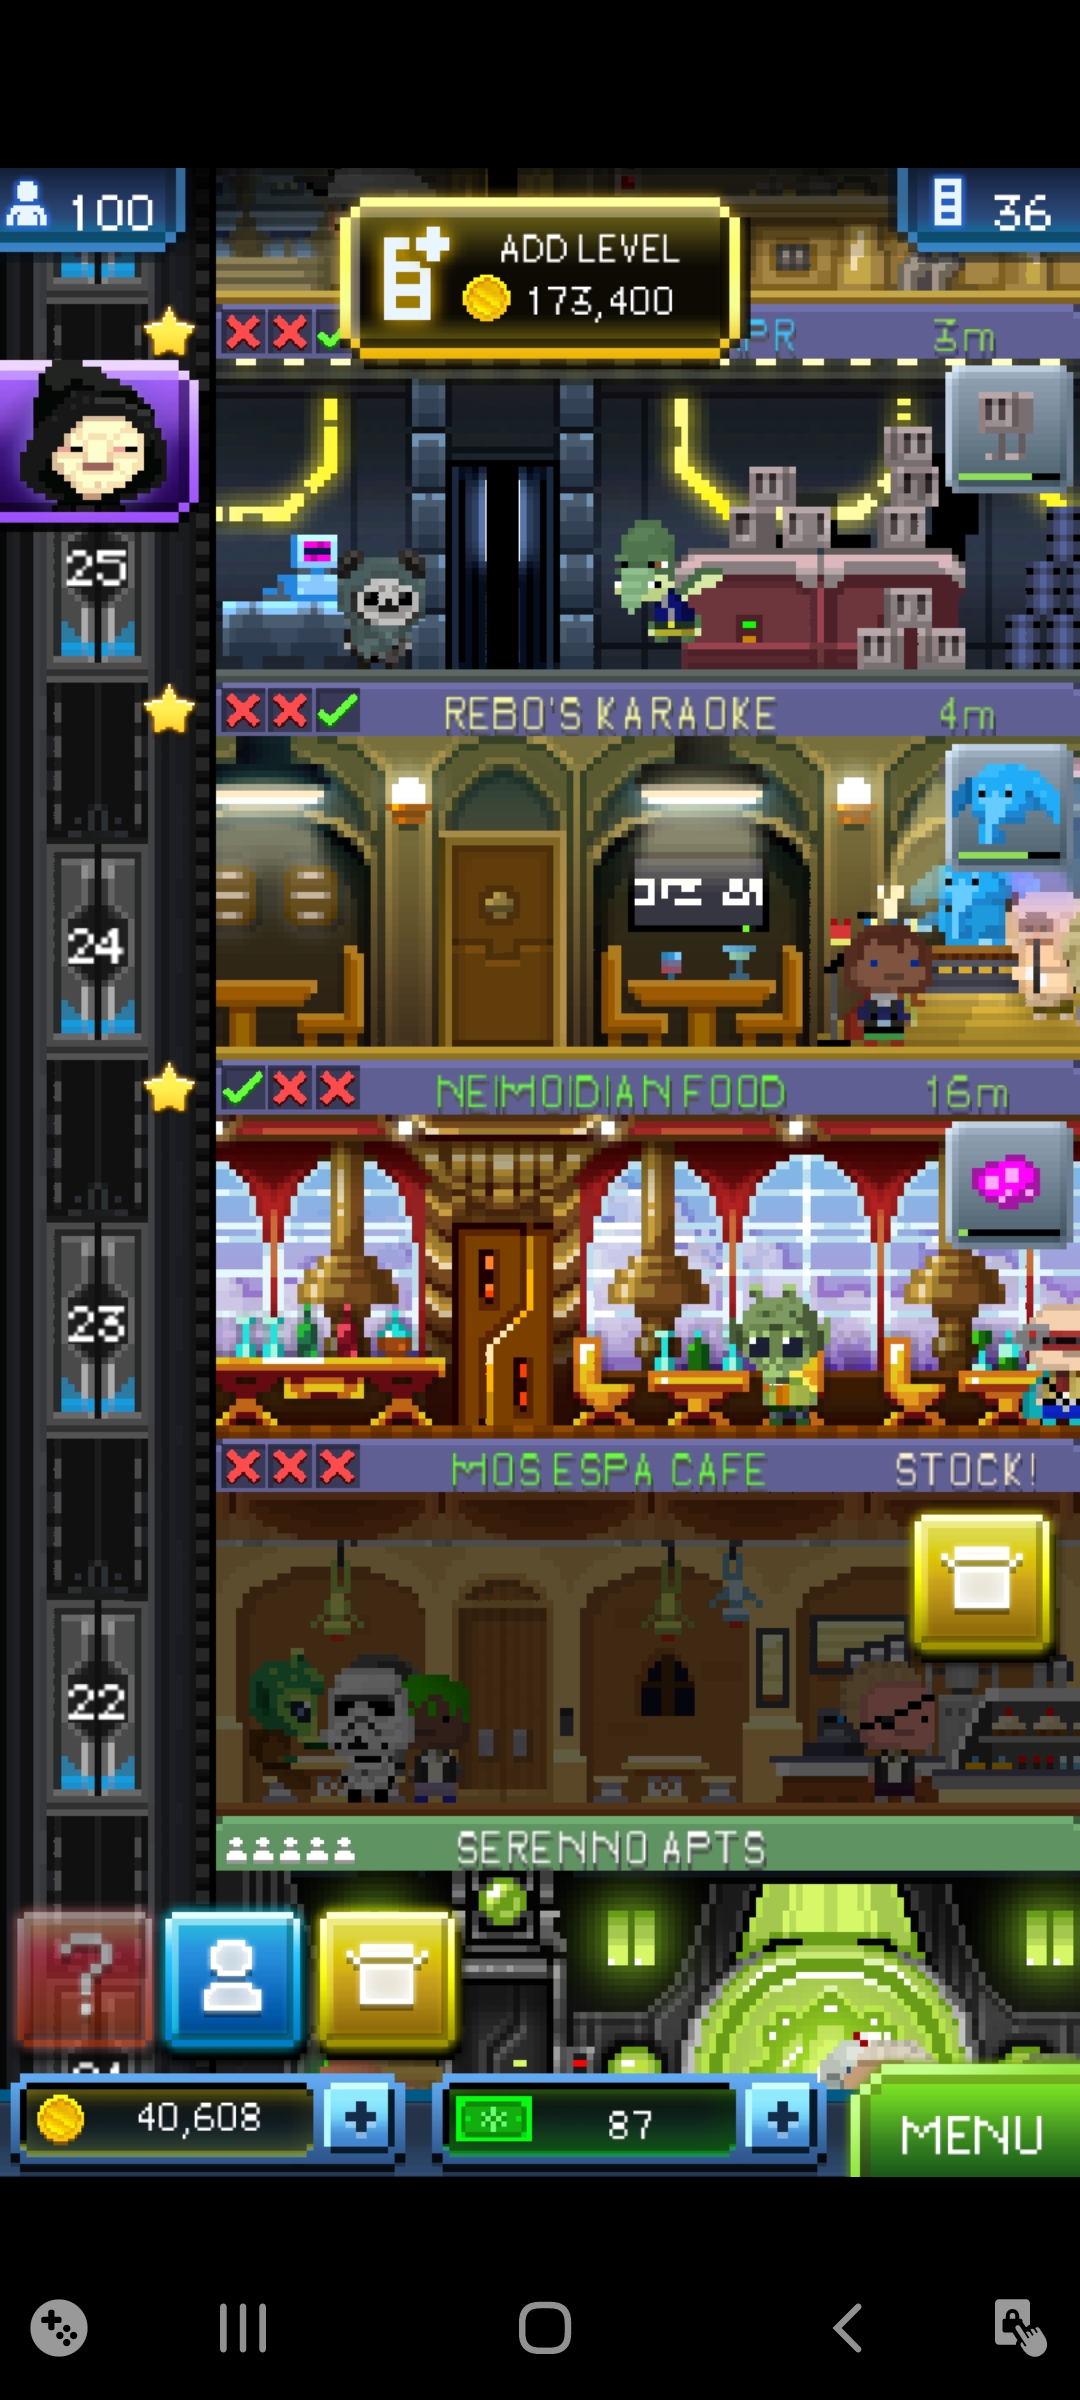 100
ADD LEVEL
173,400
36
PR
3m
25
REBO'S KARAOKE
4m
24
NEIMOIDIAN FOOD
16m
23
MOS ESPA CAFE
STOCK!
22
SERENNO APTS
?
40,608
87
MENU